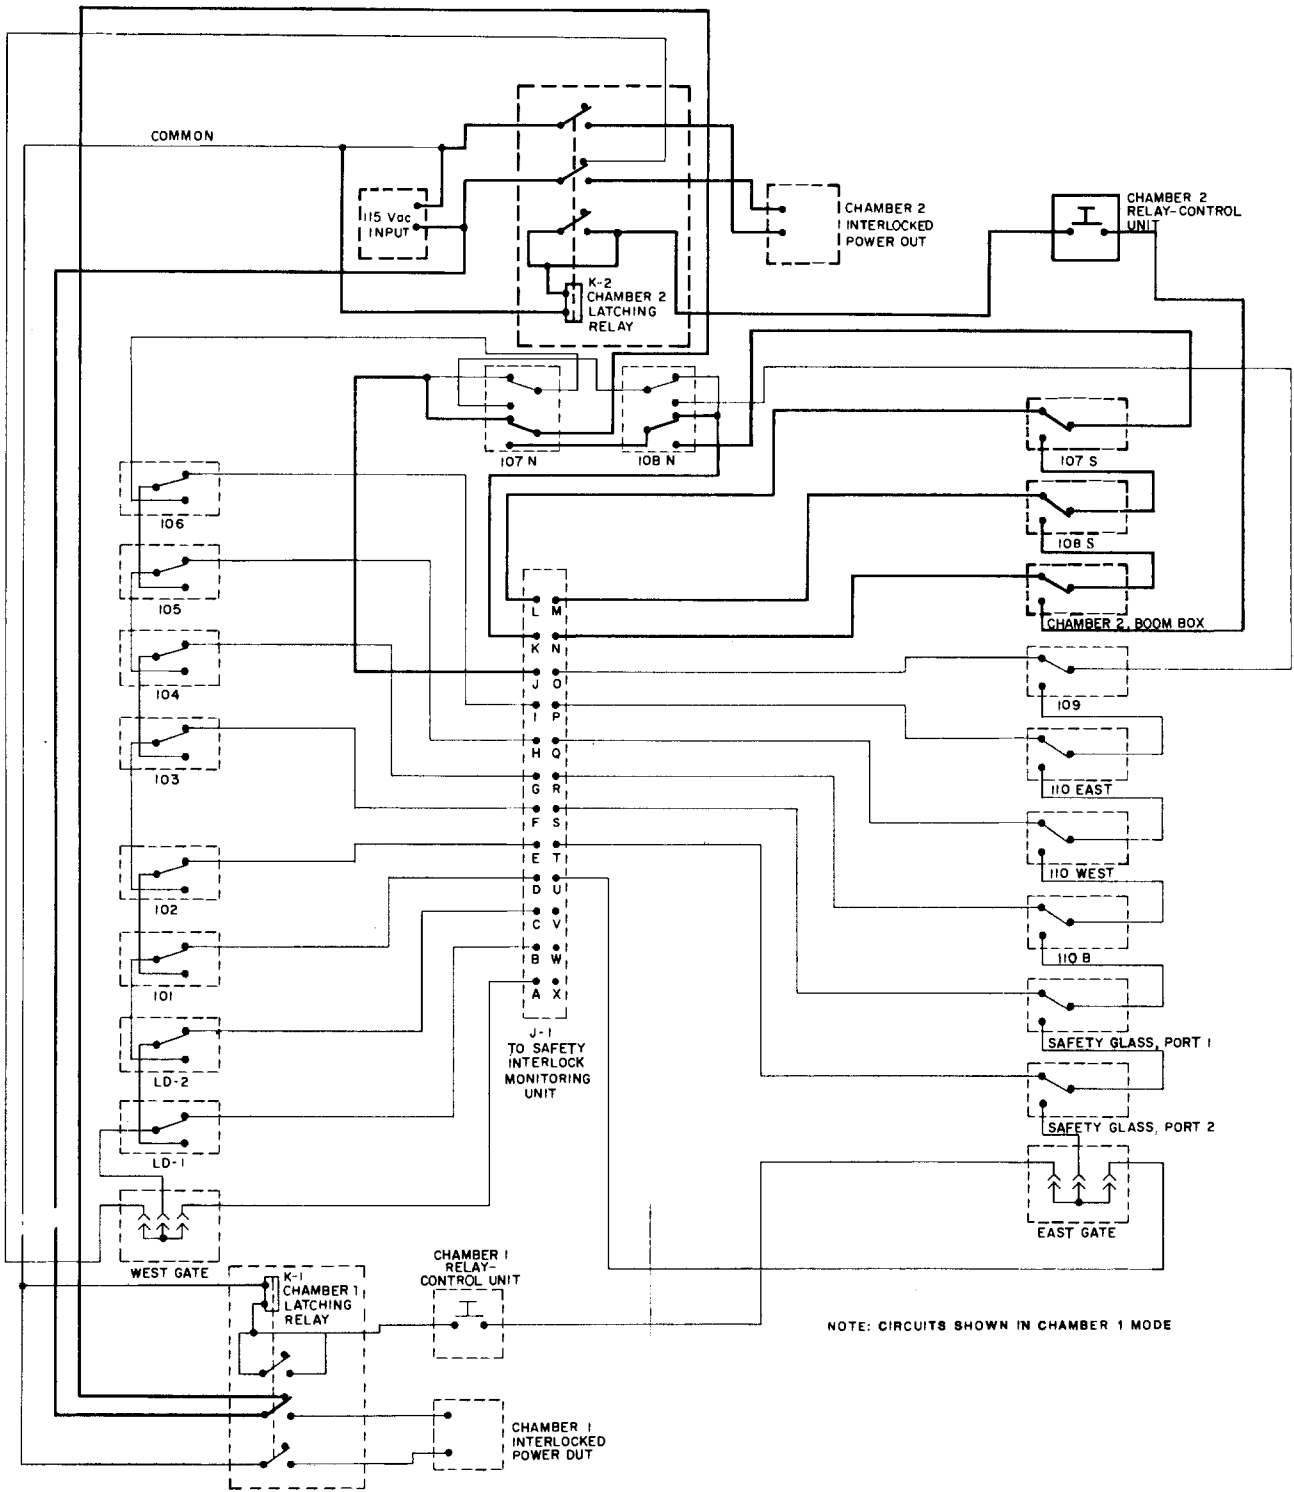 COMMON
115 Vac
INPUT
CHAMBER 2
INTERLOCKED
POWER OUT
CHAMBER 2
RELAY-CONTROL
UNIT
K-2
CHAMBER 2
LATCHING
RELAY
107 N
108 N
107 S
108 S
CHAMBER 2, BOOM BOX
106
105
104
103
102
101
LD-2
LD-1
WEST GATE
L M
K N
J O
I P
H Q
G R
F S
E T
D U
C V
B W
A X
J-1
TO SAFETY
INTERLOCK
MONITORING
UNIT
109
110 EAST
110 WEST
110 B
SAFETY GLASS, PORT 1
SAFETY GLASS, PORT 2
EAST GATE
K-1
CHAMBER 1
LATCHING
RELAY
CHAMBER 1
RELAY-
CONTROL UNIT
NOTE: CIRCUITS SHOWN IN CHAMBER 1 MODE
CHAMBER 1
INTERLOCKED
POWER DUT